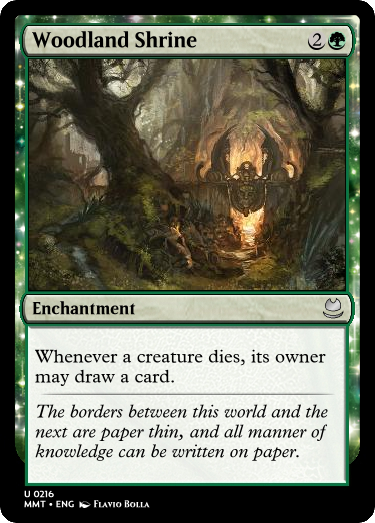 Woodland Shrine 2
Enchantment
Whenever a creature dies, its owner
may draw a card.
The borders between this world and the
next are paper thin, and all manner of
knowledge can be written on paper.
U 0216
MMT • ENG Flavio Bolla